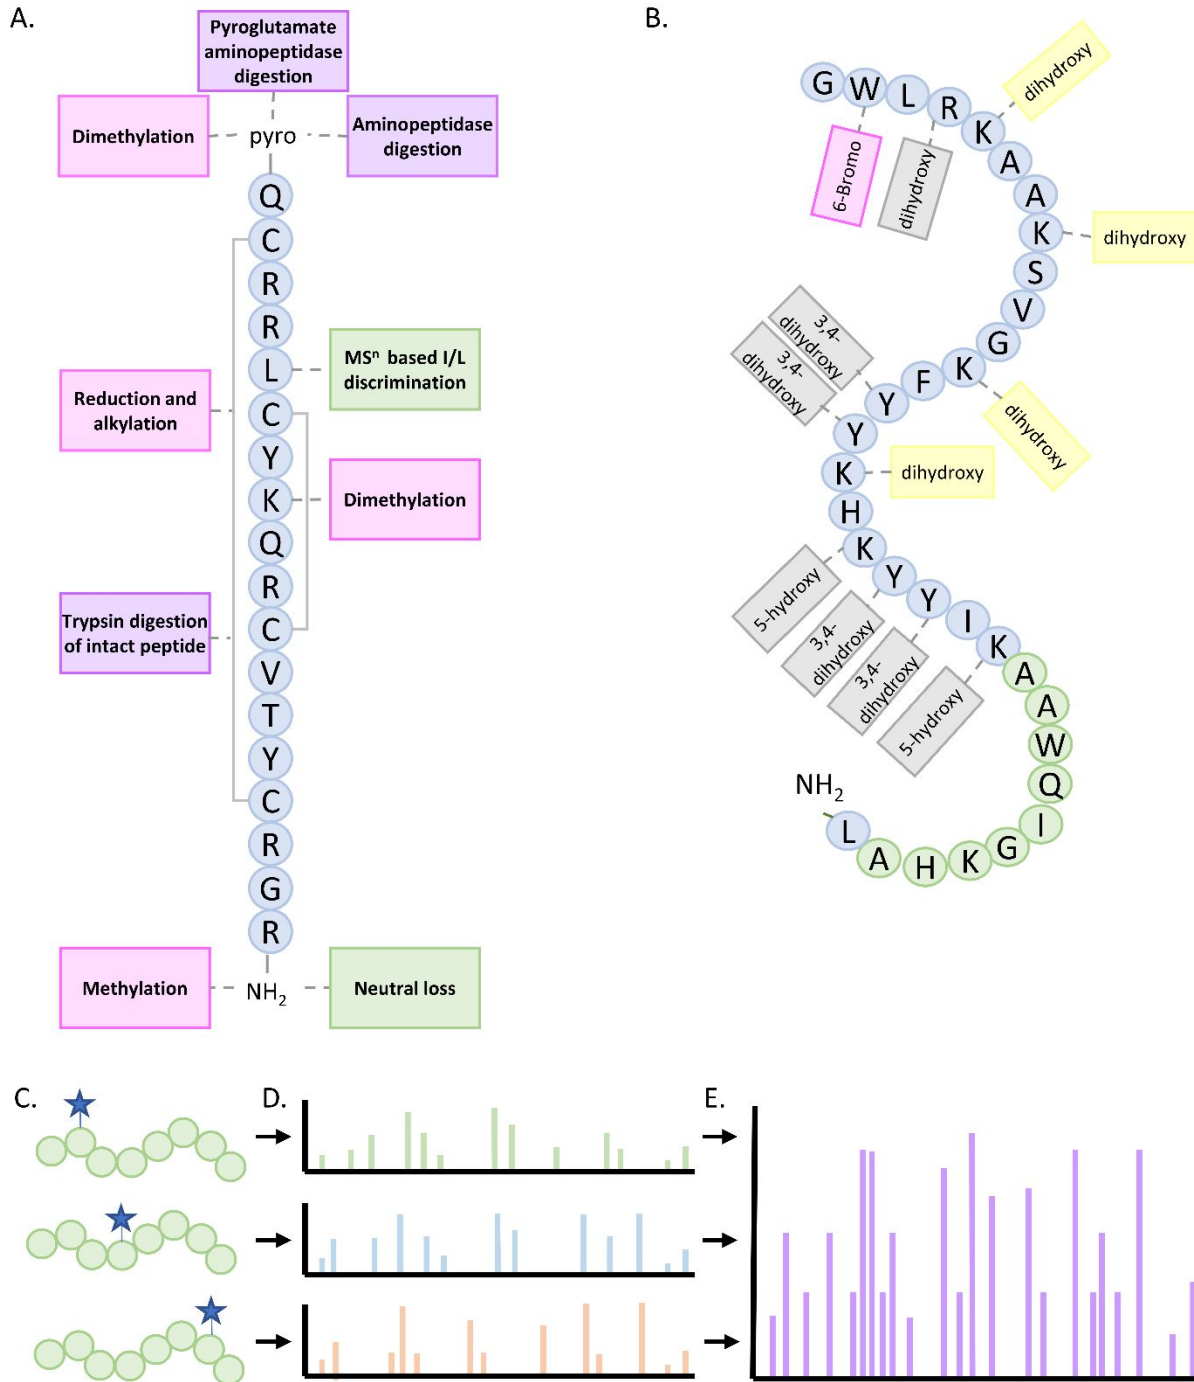 A.
Pyroglutamate
aminopeptidase
digestion
Dimethylation
pyro
Aminopeptidase
digestion
Q
C
R
R
L
C
Y
K
Q
R
C
V
T
Y
C
R
G
R
NH2
MSⁿ based I/L
discrimination
Reduction and
alkylation
Dimethylation
Trypsin digestion
of intact peptide
Methylation
Neutral loss
B.
G
W
L
R
K
A
A
K
S
V
G
K
F
Y
Y
K
H
K
Y
Y
I
K
A
A
W
Q
I
G
K
H
A
L
NH2
6-Bromo
dihydroxy
dihydroxy
dihydroxy
dihydroxy
3,4-
dihydroxy
3,4-
dihydroxy
dihydroxy
5-hydroxy
3,4-
dihydroxy
3,4-
dihydroxy
5-hydroxy
C.
D.
E.